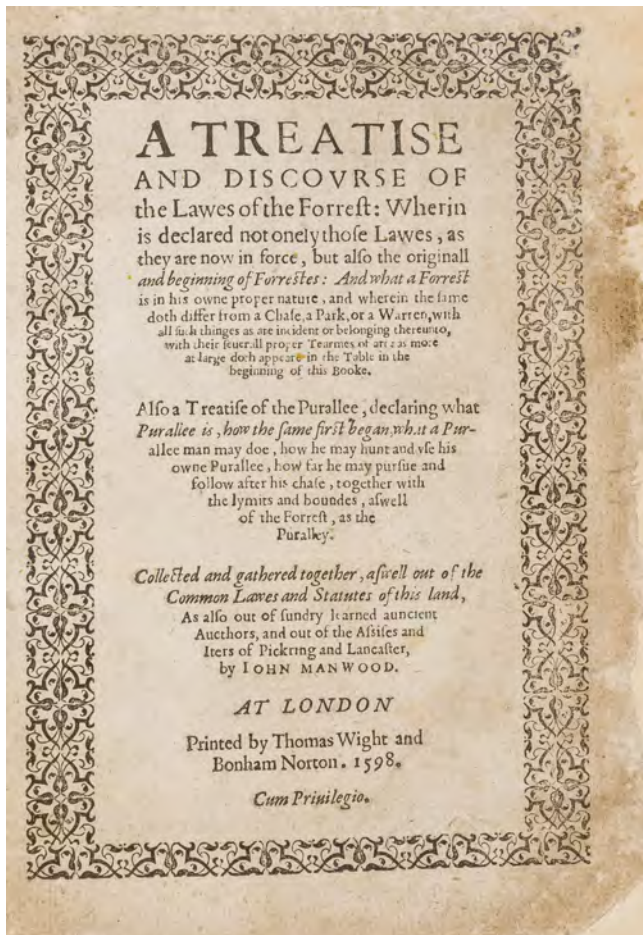 A TREATISE
AND DISCOVRSE OF
the Lawes of the Forreſt: Wherin
is declared not onely thoſe Lawes, as
they are now in force, but alſo the originall
and beginning of Forreſtes: And what a Forreſt
is in his owne proper nature, and wherein the ſame
doth differ from a Chaſe, a Park, or a Warren, with
all ſuch thinges as are incident or belonging thereunto,
with their ſeuerall proper Tearmes of art: as more
at large doth appeare in the Table in the
beginning of this Booke.
Alſo a Treatiſe of the Purallee, declaring what
Purallee is, how the ſame firſt began, what a Pur-
allee man may doe, how he may hunt and vſe his
owne Purallee, how far he may purſue and
follow after his chaſe, together with
the lymits and boundes, aſwell
of the Forreſt, as the
Puralley.
Collected and gathered together, aſwell out of the
Common Lawes and Statutes of this land,
As alſo out of ſundry learned auncient
Aucthors, and out of the Aſsiſes and
Iters of Pickring and Lancaſter,
by IOHN MANWOOD.
AT LONDON
Printed by Thomas Wight and
Bonham Norton. 1598.
Cum Priuilegio.